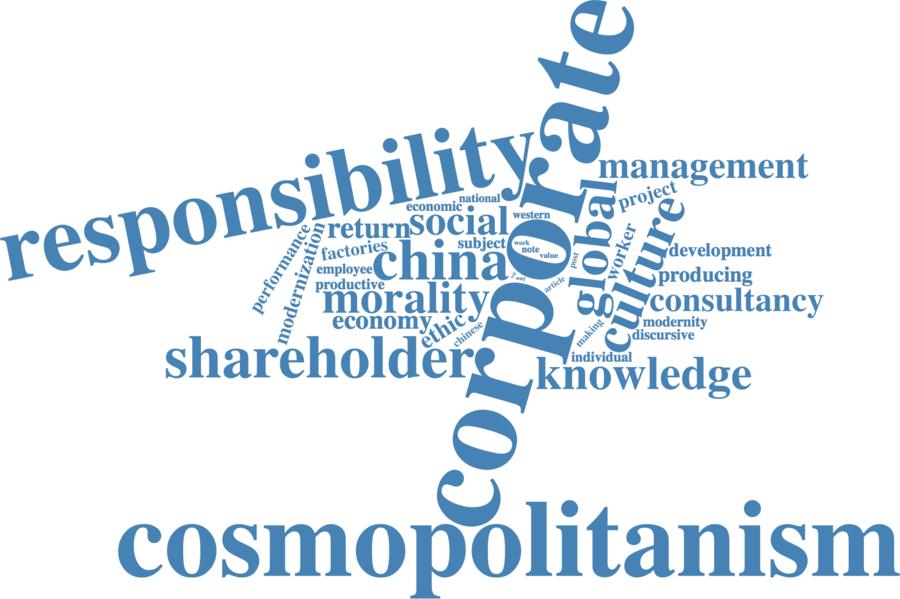 corporate
responsibility
management
project
national
economic
western
global
culture
social
return
performance
modernization
factories
subject
work
note
value
worker
post
development
china
employee
productive
producing
way
article
morality
consultancy
economy
ethic
chinese
making
modernity
discursive
shareholder
individual
knowledge
cosmopolitanism